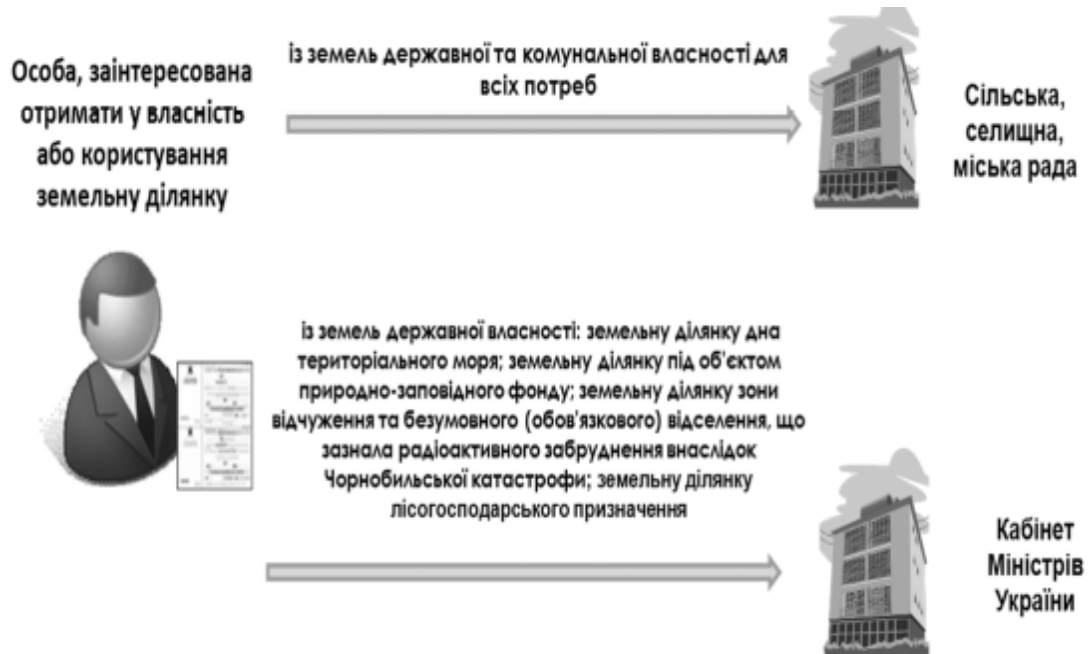 Особа, заінтересована
отримати у власність
або користування
земельну ділянку
із земель державної та комунальної власності для
всіх потреб
Сільська,
селищна,
міська рада
із земель державної власності: земельну ділянку дна
територіального моря; земельну ділянку під об'єктом
природно-заповідного фонду; земельну ділянку зони
відчуження та безумовного (обов'язкового) відселення, що
зазнала радіоактивного забруднення внаслідок
Чорнобильської катастрофи; земельну ділянку
лісогосподарського призначення
Кабінет
Міністрів
України